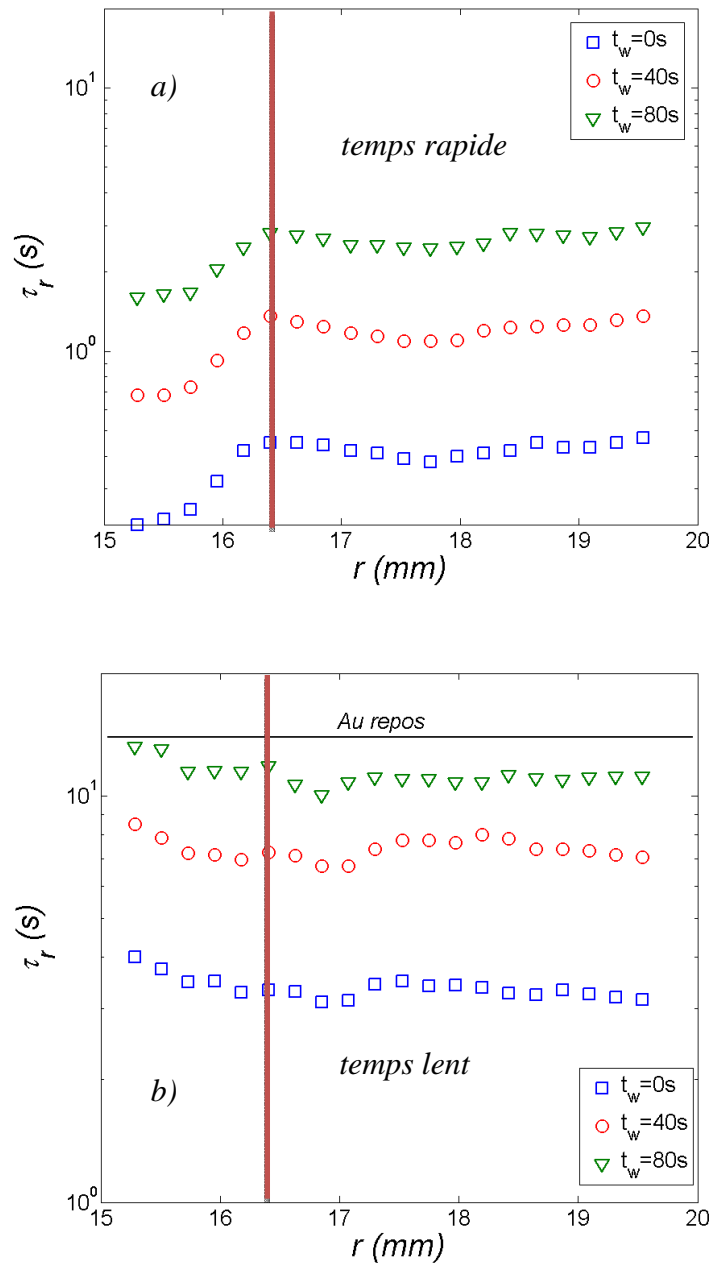 a)
temps rapide
t_w=0s
t_w=40s
t_w=80s
10^1
10^0
τ_r (s)
15 16 17 18 19 20
r (mm)
Au repos
10^1
10^0
τ_r (s)
temps lent
b)
t_w=0s
t_w=40s
t_w=80s
15 16 17 18 19 20
r (mm)